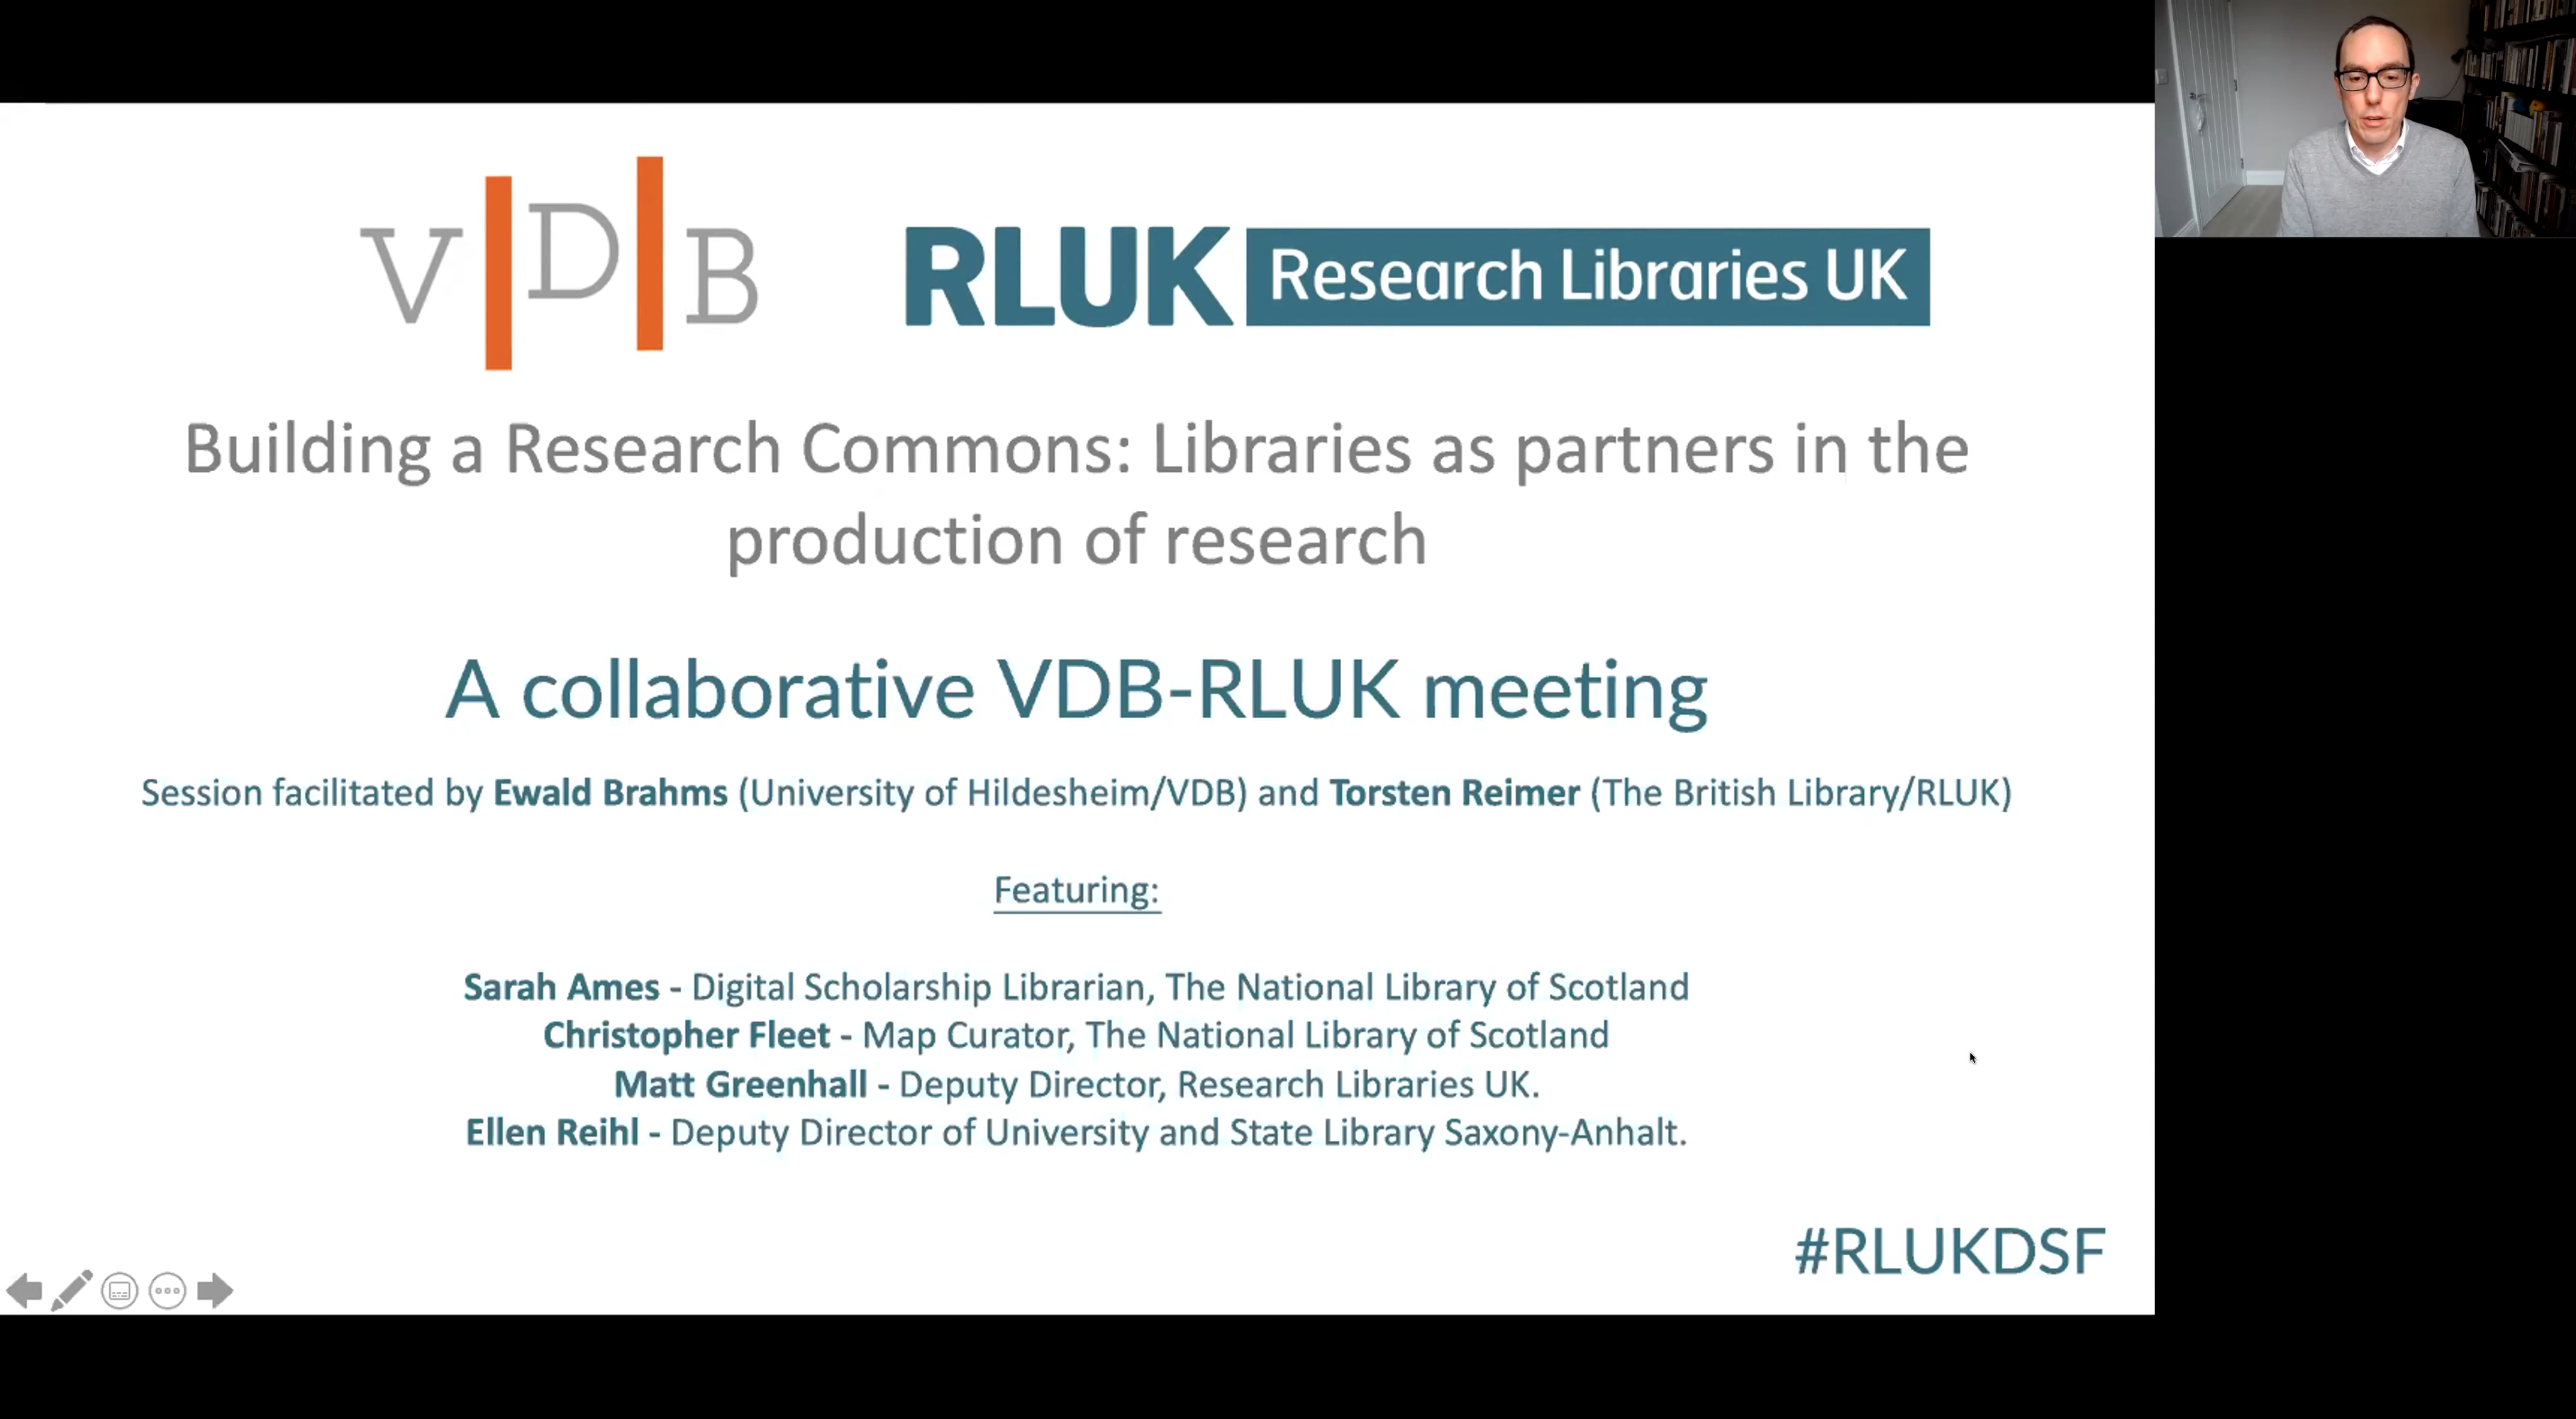 VDB
RLUK Research Libraries UK
Building a Research Commons: Libraries as partners in the
production of research
A collaborative VDB-RLUK meeting
Session facilitated by Ewald Brahms (University of Hildesheim/VDB) and Torsten Reimer (The British Library/RLUK)
Featuring:
Sarah Ames - Digital Scholarship Librarian, The National Library of Scotland
Christopher Fleet - Map Curator, The National Library of Scotland
Matt Greenhall - Deputy Director, Research Libraries UK.
Ellen Reihl - Deputy Director of University and State Library Saxony-Anhalt.
#RLUKDSF